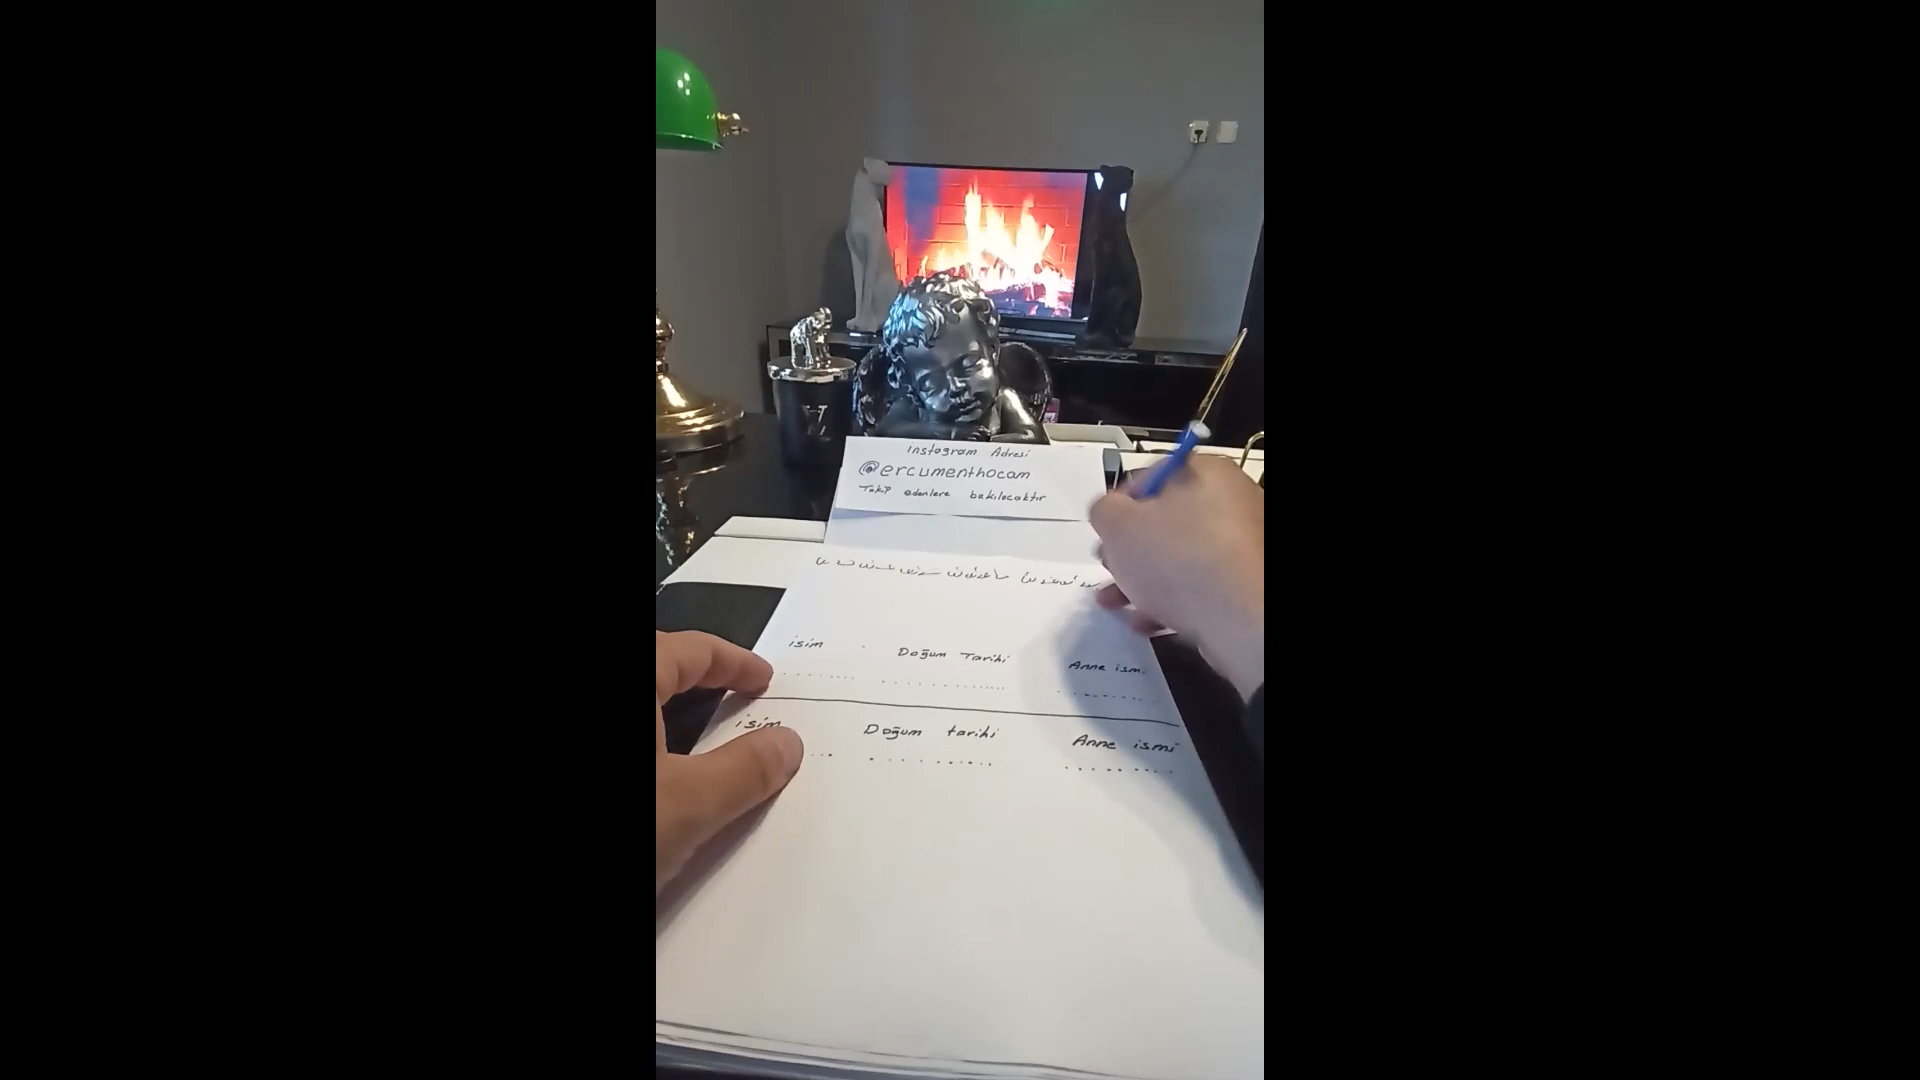 instagram Adresi
@ercumenthocam
Takip edenlere bakılacaktır
isim Doğum Tarihi Anne ismi
isim Doğum tarihi Anne ismi